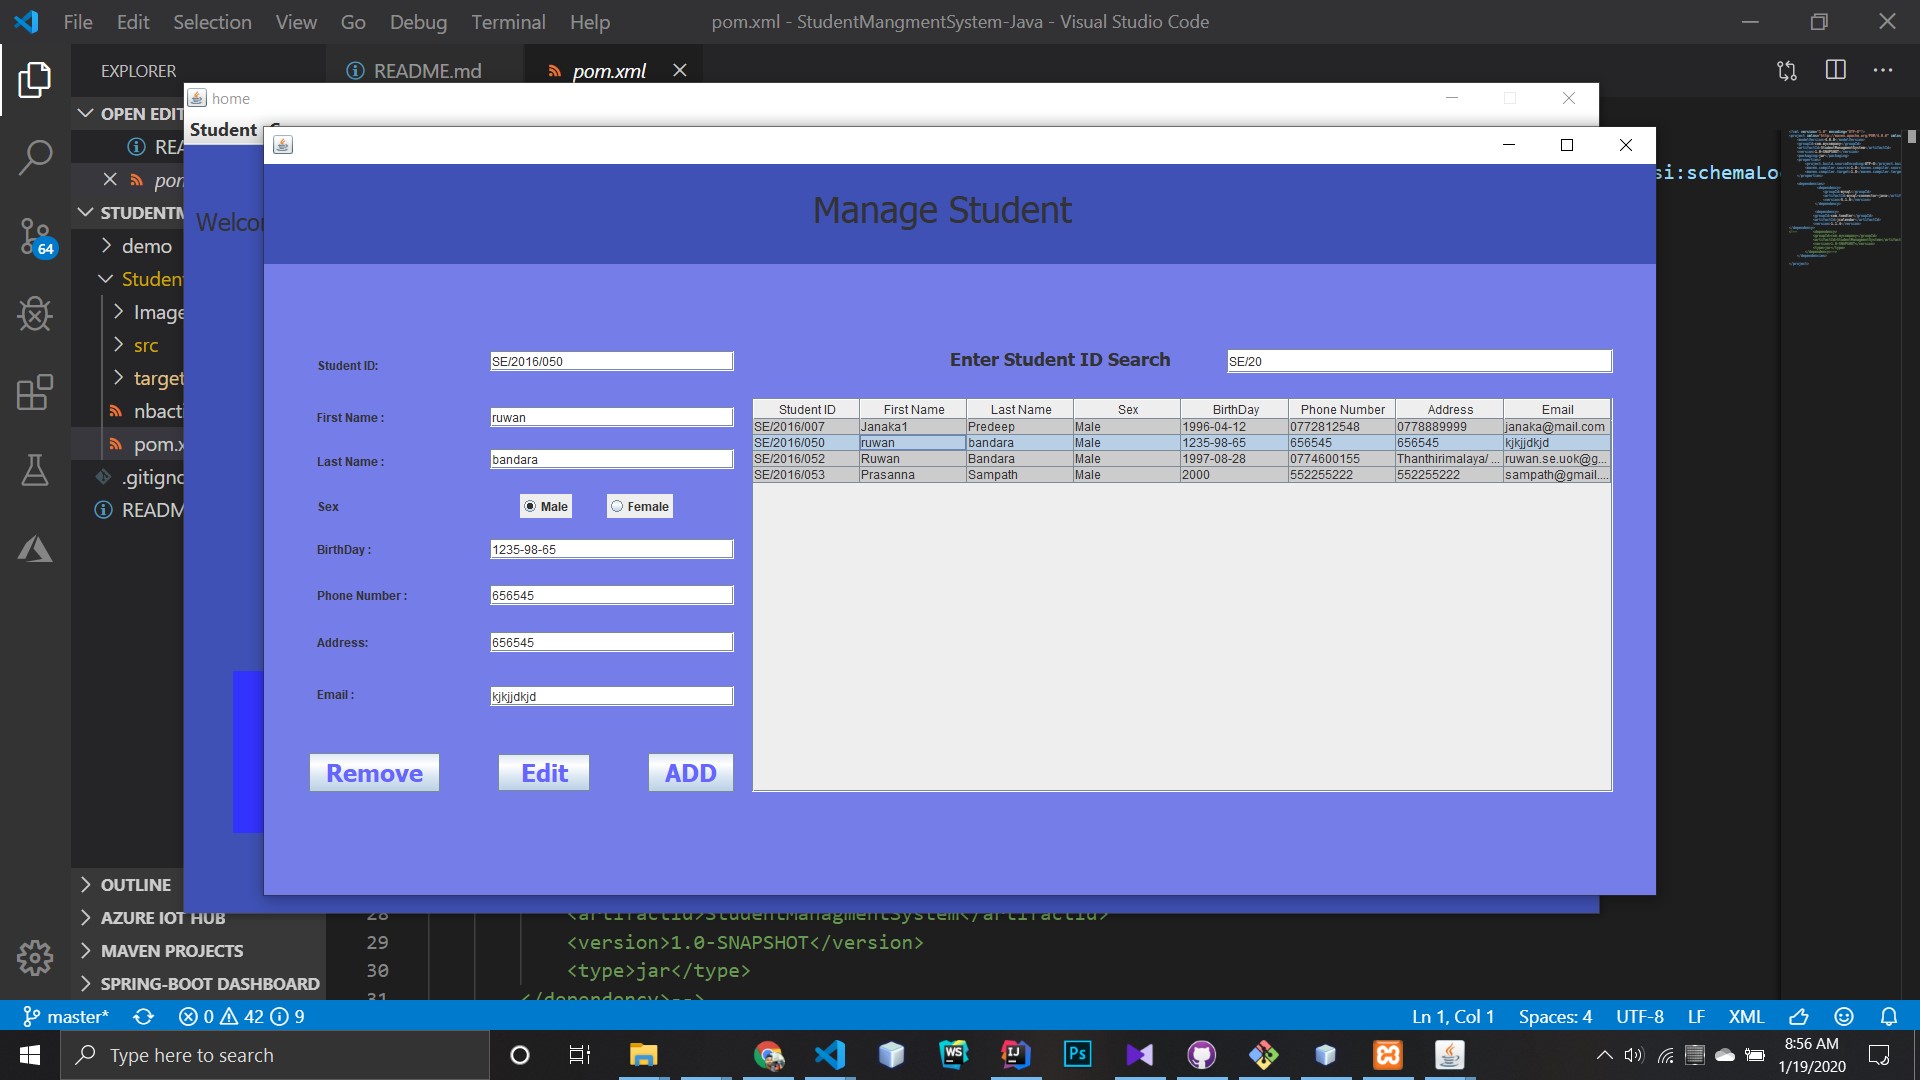 File Edit Selection View Go Debug Terminal Help
pom.xml - StudentMangmentSystem-Java - Visual Studio Code
EXPLORER
README.md
pom.xml
OPEN EDIT
home
Student
REA
por
si:schemaLo
STUDENTM
Welcor
Manage Student
64
demo
Student
Image
src
target
nbacti
pom.x
.gitigno
READM
Student ID: SE/2016/050
Enter Student ID Search SE/20
First Name : ruwan
Last Name : bandara
Sex Male Female
BirthDay : 1235-98-65
Phone Number : 656545
Address: 656545
Email : kjkjjdkjd
Remove Edit ADD
Student ID First Name Last Name Sex BirthDay Phone Number Address Email
SE/2016/007 Janaka1 Predeep Male 1996-04-12 0772812548 0778889999 janaka@mail.com
SE/2016/050 ruwan bandara Male 1235-98-65 656545 656545 kjkjjdkjd
SE/2016/052 Ruwan Bandara Male 1997-08-28 0774600155 Thanthirimalaya/ ... ruwan.se.uok@g...
SE/2016/053 Prasanna Sampath Male 2000 552255222 552255222 sampath@gmail....
OUTLINE
AZURE IOT HUB
MAVEN PROJECTS
SPRING-BOOT DASHBOARD
28 <artifactId>StudentManagmentSystem</artifactId>
29 <version>1.0-SNAPSHOT</version>
30 <type>jar</type>
31 </dependency>-->
master* 0 42 9
Ln 1, Col 1 Spaces: 4 UTF-8 LF XML
Type here to search
WS
IJ
Ps
8:56 AM
1/19/2020